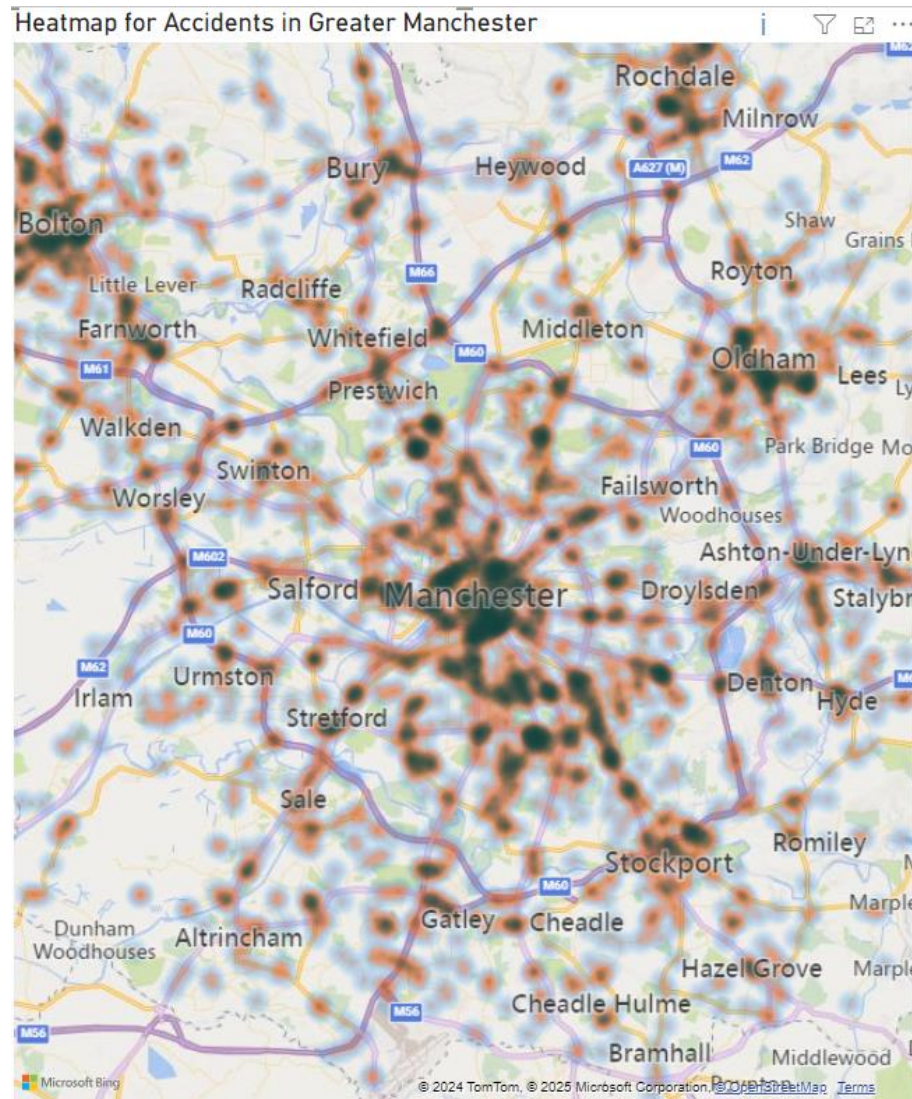 Heatmap for Accidents in Greater Manchester
M62
Rochdale
Milnrow
Bury
Heywood
A627 (M)
M62
Bolton
Shaw
Grains
M66
Royton
Little Lever
Radcliffe
Farnworth
Whitefield
Middleton
M60
Oldham
M61
Lees
Prestwich
Walkden
Park Bridge
M60
Swinton
Worsley
Failsworth
Woodhouses
M602
Ashton-Under-Lyn
Salford
Manchester
Droylsden
Stalybr
M60
M62
Urmston
Denton
Irlam
Hyde
Stretford
Sale
Romiley
Stockport
M60
Marple
Gatley
Cheadle
Dunham
Woodhouses
Altrincham
Hazel Grove
Marpl
Cheadle Hulme
M56
M56
Bramhall
Middlewood
Microsoft Bing
© 2024 TomTom, © 2025 Microsoft Corporation, © OpenStreetMap Terms
Poynton